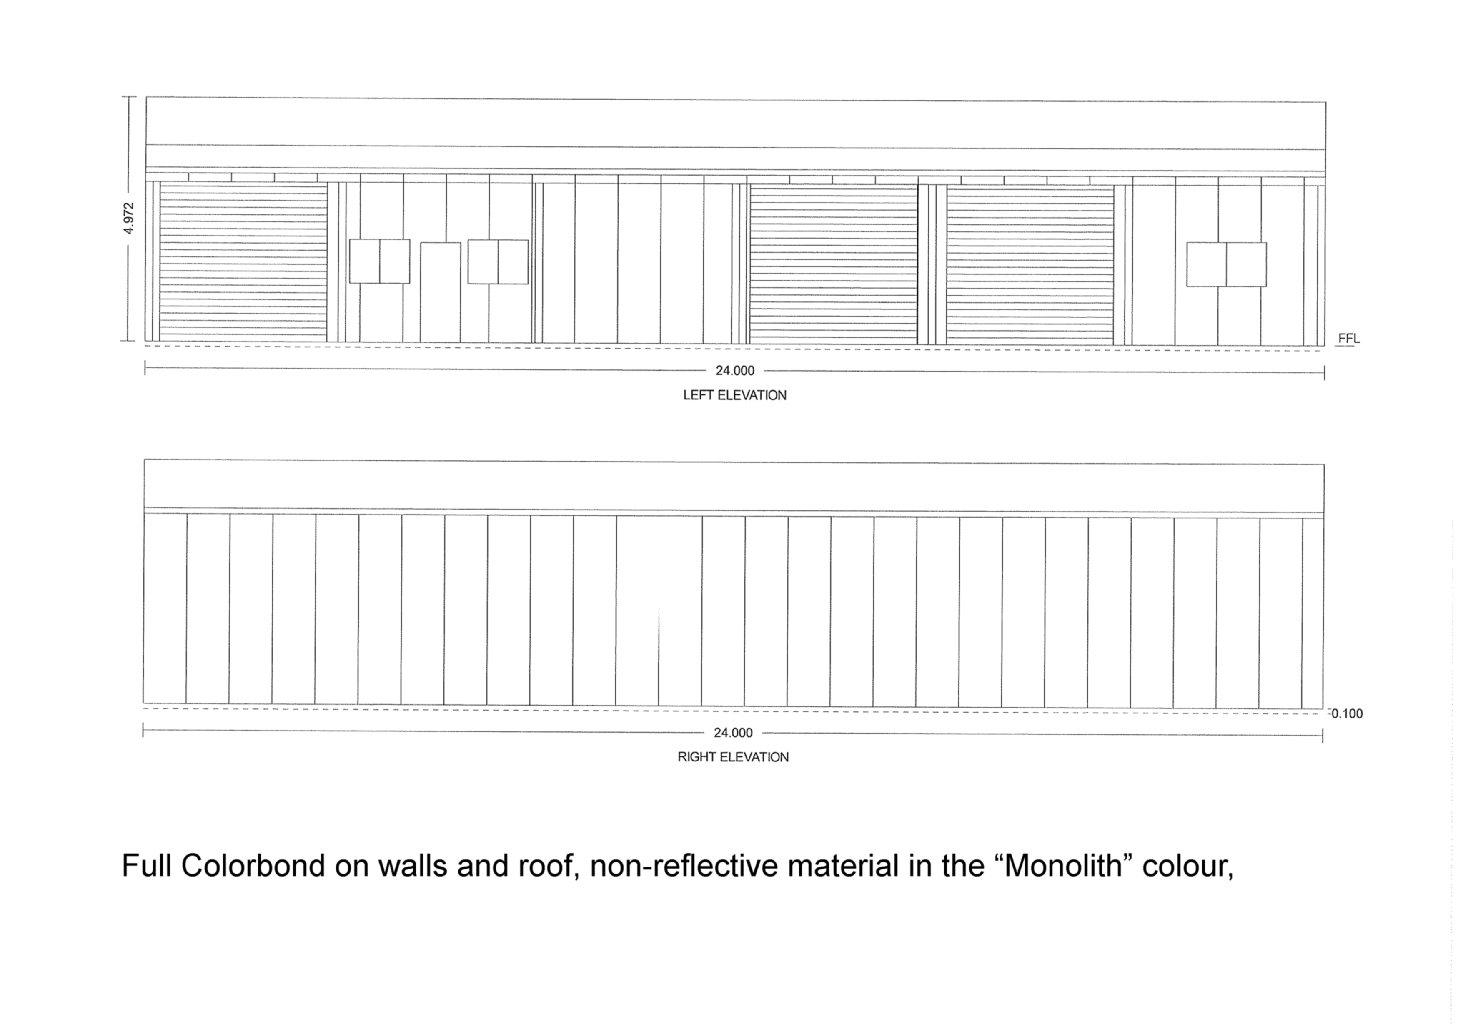 4.972
FFL
24.000
LEFT ELEVATION
-0.100
24.000
RIGHT ELEVATION
Full Colorbond on walls and roof, non-reflective material in the “Monolith” colour,